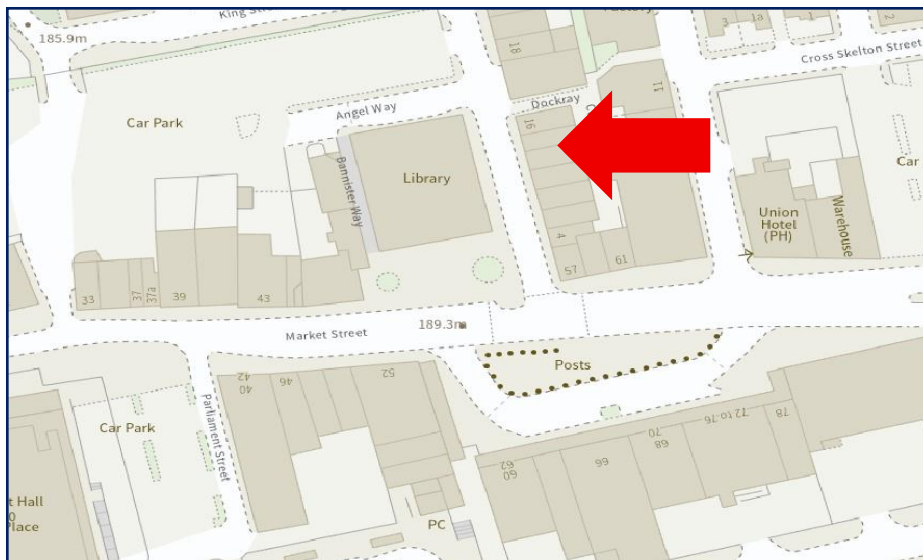 185.9m
Car Park
Angel Way
Bannister Way
Library
18
Dockray
16
11
4
57
61
3
1a
1
2
Cross Skelton Street
Union
Hotel
(PH)
Warehouse
Car
33
37
37a
39
43
Market Street
189.3m
Posts
Parliament Street
Car Park
42
40
46
52
t Hall
Place
PC
62
60
66
70
68
72 to 76
78